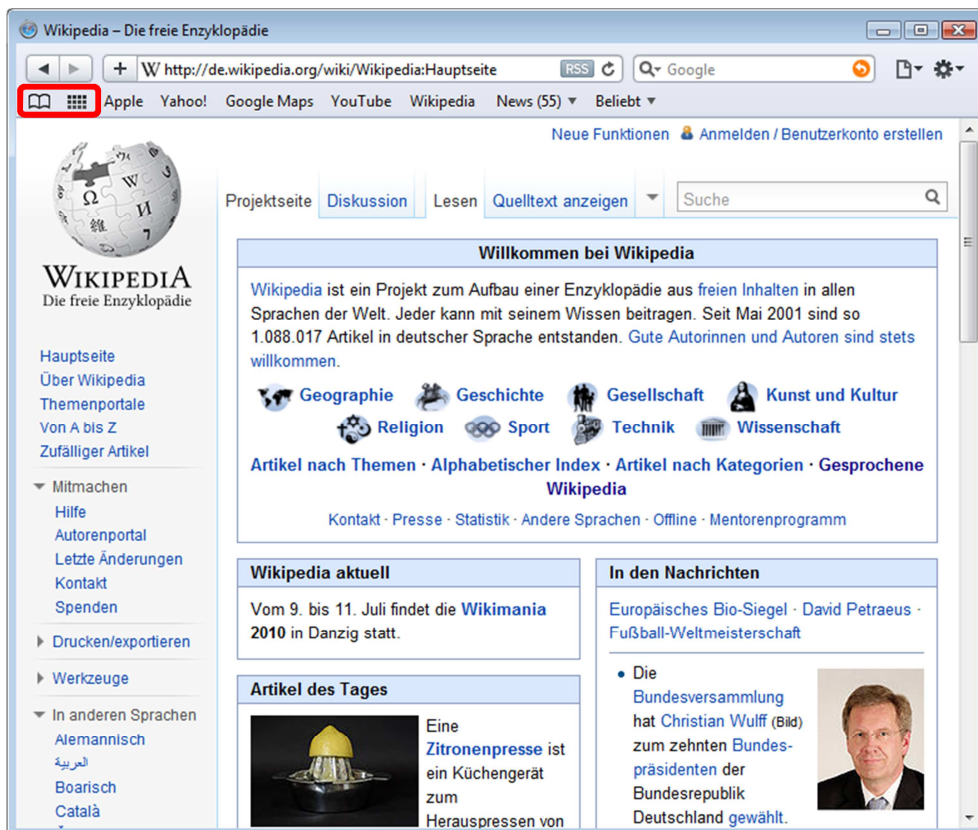 Wikipedia – Die freie Enzyklopädie
W http://de.wikipedia.org/wiki/Wikipedia:Hauptseite RSS Google
Apple Yahoo! Google Maps YouTube Wikipedia News (55) Beliebt
Neue Funktionen Anmelden / Benutzerkonto erstellen
Projektseite Diskussion Lesen Quelltext anzeigen Suche
Ω W И 維 7
WIKIPEDIA
Die freie Enzyklopädie
Hauptseite
Über Wikipedia
Themenportale
Von A bis Z
Zufälliger Artikel
Mitmachen
Hilfe
Autorenportal
Letzte Änderungen
Kontakt
Spenden
Drucken/exportieren
Werkzeuge
In anderen Sprachen
Alemannisch
العربية
Boarisch
Català
Willkommen bei Wikipedia
Wikipedia ist ein Projekt zum Aufbau einer Enzyklopädie aus freien Inhalten in allen
Sprachen der Welt. Jeder kann mit seinem Wissen beitragen. Seit Mai 2001 sind so
1.088.017 Artikel in deutscher Sprache entstanden. Gute Autorinnen und Autoren sind stets
willkommen.
Geographie Geschichte Gesellschaft Kunst und Kultur
Religion Sport Technik Wissenschaft
Artikel nach Themen · Alphabetischer Index · Artikel nach Kategorien · Gesprochene
Wikipedia
Kontakt · Presse · Statistik · Andere Sprachen · Offline · Mentorenprogramm
Wikipedia aktuell
Vom 9. bis 11. Juli findet die Wikimania
2010 in Danzig statt.
Artikel des Tages
Eine
Zitronenpresse ist
ein Küchengerät
zum
Herauspressen von
In den Nachrichten
Europäisches Bio-Siegel · David Petraeus ·
Fußball-Weltmeisterschaft
• Die
Bundesversammlung
hat Christian Wulff (Bild)
zum zehnten Bundes-
präsidenten der
Bundesrepublik
Deutschland gewählt.